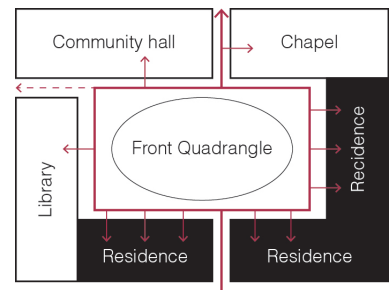 Community hall
Chapel
Front Quadrangle
Library
Recidence
Residence
Residence